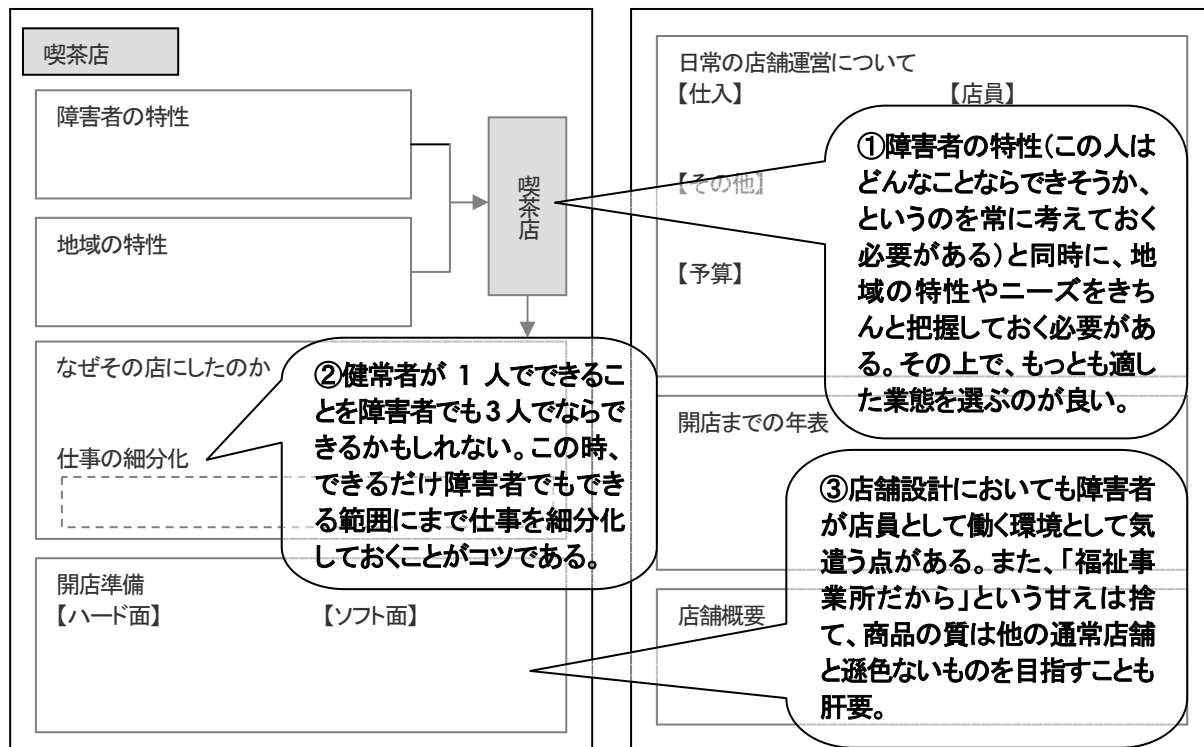 喫茶店
障害者の特性
地域の特性
喫茶店
なぜその店にしたのか
仕事の細分化
開店準備
【ハード面】
【ソフト面】
②健常者が 1 人でできるこ
とを障害者でも3人でならで
きるかもしれない。この時、
できるだけ障害者でもでき
る範囲にまで仕事を細分化
しておくことがコツである。
日常の店舗運営について
【仕入】
【店員】
【その他】
【予算】
①障害者の特性(この人は
どんなことならできそうか、
というのを常に考えておく
必要がある)と同時に、地
域の特性やニーズをきち
んと把握しておく必要があ
る。その上で、もっとも適し
た業態を選ぶのが良い。
開店までの年表
③店舗設計においても障害者
が店員として働く環境として気
遣う点がある。また、「福祉事
業所だから」という甘えは捨
て、商品の質は他の通常店舗
と遜色ないものを目指すことも
肝要。
店舗概要